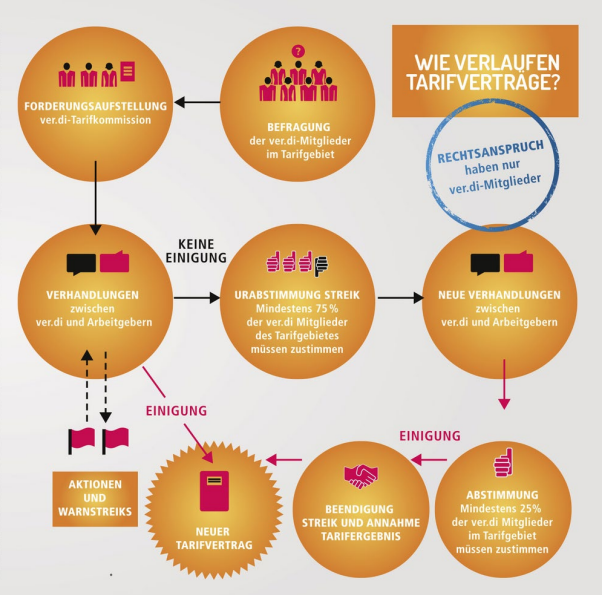 WIE VERLAUFEN
TARIFVERTRÄGE?
RECHTSANSPRUCH
haben nur
ver.di-Mitglieder
?
BEFRAGUNG
der ver.di-Mitglieder
im Tarifgebiet
FORDERUNGSAUFSTELLUNG
ver.di-Tarifkommission
VERHANDLUNGEN
zwischen
ver.di und Arbeitgebern
KEINE
EINIGUNG
URABSTIMMUNG STREIK
Mindestens 75%
der ver.di Mitglieder
des Tarifgebietes
müssen zustimmen
NEUE VERHANDLUNGEN
zwischen
ver.di und Arbeitgebern
AKTIONEN
UND
WARNSTREIKS
EINIGUNG
NEUER
TARIFVERTRAG
BEENDIGUNG
STREIK UND ANNAHME
TARIFERGEBNIS
EINIGUNG
ABSTIMMUNG
Mindestens 25%
der ver.di Mitglieder
im Tarifgebiet
müssen zustimmen